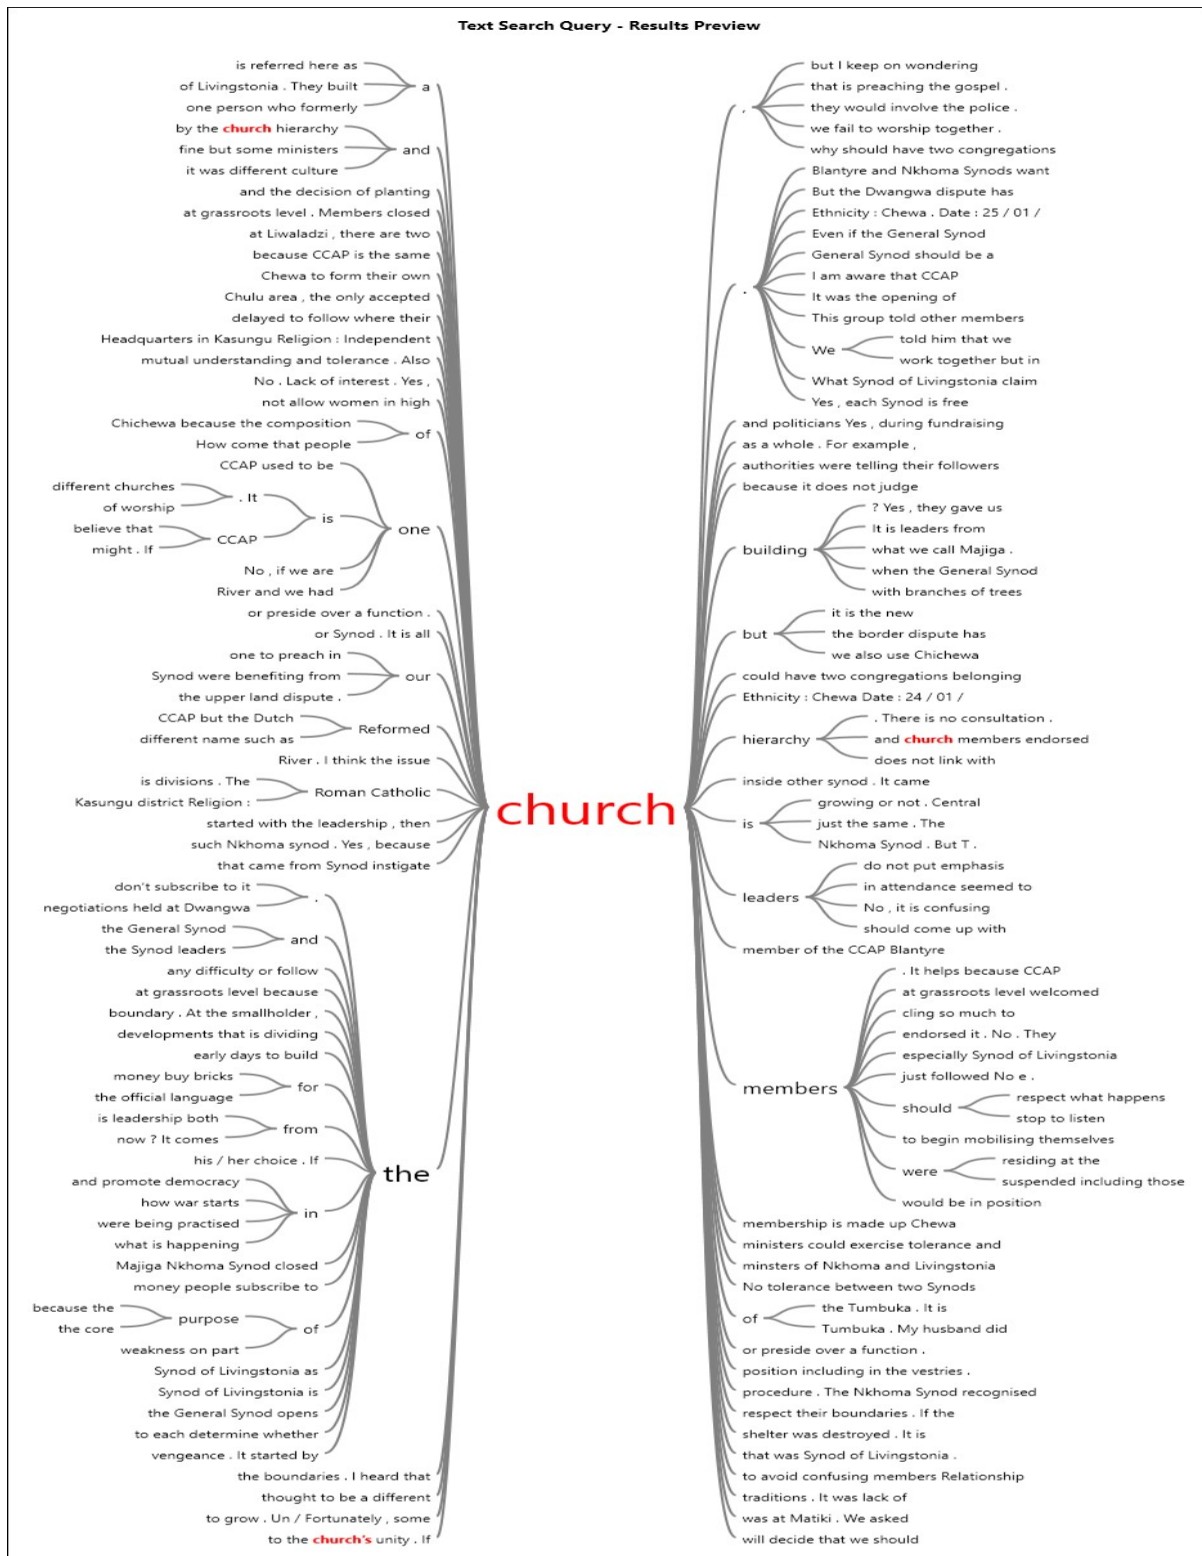 Text Search Query - Results Preview
is referred here as
of Livingstonia . They built
one person who formerly
a
by the church hierarchy
fine but some ministers
it was different culture
and
and the decision of planting
at grassroots level . Members closed
at Liwaladzi , there are two
because CCAP is the same
Chewa to form their own
Chulu area , the only accepted
delayed to follow where their
Headquarters in Kasungu Religion : Independent
mutual understanding and tolerance . Also
No . Lack of interest . Yes ,
not allow women in high
Chichewa because the composition
How come that people
of
CCAP used to be
different churches
of worship
. It
believe that
might . If
CCAP
is
No , if we are
River and we had
one
or preside over a function .
or Synod . It is all
one to preach in
Synod were benefiting from
the upper land dispute .
our
CCAP but the Dutch
different name such as
Reformed
River . I think the issue
is divisions . The
Kasungu district Religion :
Roman Catholic
started with the leadership , then
such Nkhoma synod . Yes , because
that came from Synod instigate
don't subscribe to it
negotiations held at Dwangwa
.
the General Synod
the Synod leaders
and
any difficulty or follow
at grassroots level because
boundary . At the smallholder ,
developments that is dividing
early days to build
money buy bricks
the official language
for
is leadership both
now ? It comes
from
his / her choice . If
and promote democracy
how war starts
were being practised
what is happening
in
Majiga Nkhoma Synod closed
money people subscribe to
because the
the core
purpose
weakness on part
of
Synod of Livingstonia as
Synod of Livingstonia is
the General Synod opens
to each determine whether
vengeance . It started by
the
the boundaries . I heard that
thought to be a different
to grow . Un / Fortunately , some
to the church's unity . If
church
,
but I keep on wondering
that is preaching the gospel .
they would involve the police .
we fail to worship together .
why should have two congregations
.
Blantyre and Nkhoma Synods want
But the Dwangwa dispute has
Ethnicity : Chewa . Date : 25 / 01 /
Even if the General Synod
General Synod should be a
I am aware that CCAP
It was the opening of
This group told other members
We
told him that we
work together but in
What Synod of Livingstonia claim
Yes , each Synod is free
and politicians Yes , during fundraising
as a whole . For example ,
authorities were telling their followers
because it does not judge
building
? Yes , they gave us
It is leaders from
what we call Majiga .
when the General Synod
with branches of trees
but
it is the new
the border dispute has
we also use Chichewa
could have two congregations belonging
Ethnicity : Chewa Date : 24 / 01 /
hierarchy
. There is no consultation .
and church members endorsed
does not link with
inside other synod . It came
is
growing or not . Central
just the same . The
Nkhoma Synod . But T .
leaders
do not put emphasis
in attendance seemed to
No , it is confusing
should come up with
member of the CCAP Blantyre
members
. It helps because CCAP
at grassroots level welcomed
cling so much to
endorsed it . No . They
especially Synod of Livingstonia
just followed No e .
should
respect what happens
stop to listen
to begin mobilising themselves
were
residing at the
suspended including those
would be in position
membership is made up Chewa
ministers could exercise tolerance and
minsters of Nkhoma and Livingstonia
No tolerance between two Synods
of
the Tumbuka . It is
Tumbuka . My husband did
or preside over a function .
position including in the vestries .
procedure . The Nkhoma Synod recognised
respect their boundaries . If the
shelter was destroyed . It is
that was Synod of Livingstonia .
to avoid confusing members Relationship
traditions . It was lack of
was at Matiki . We asked
will decide that we should